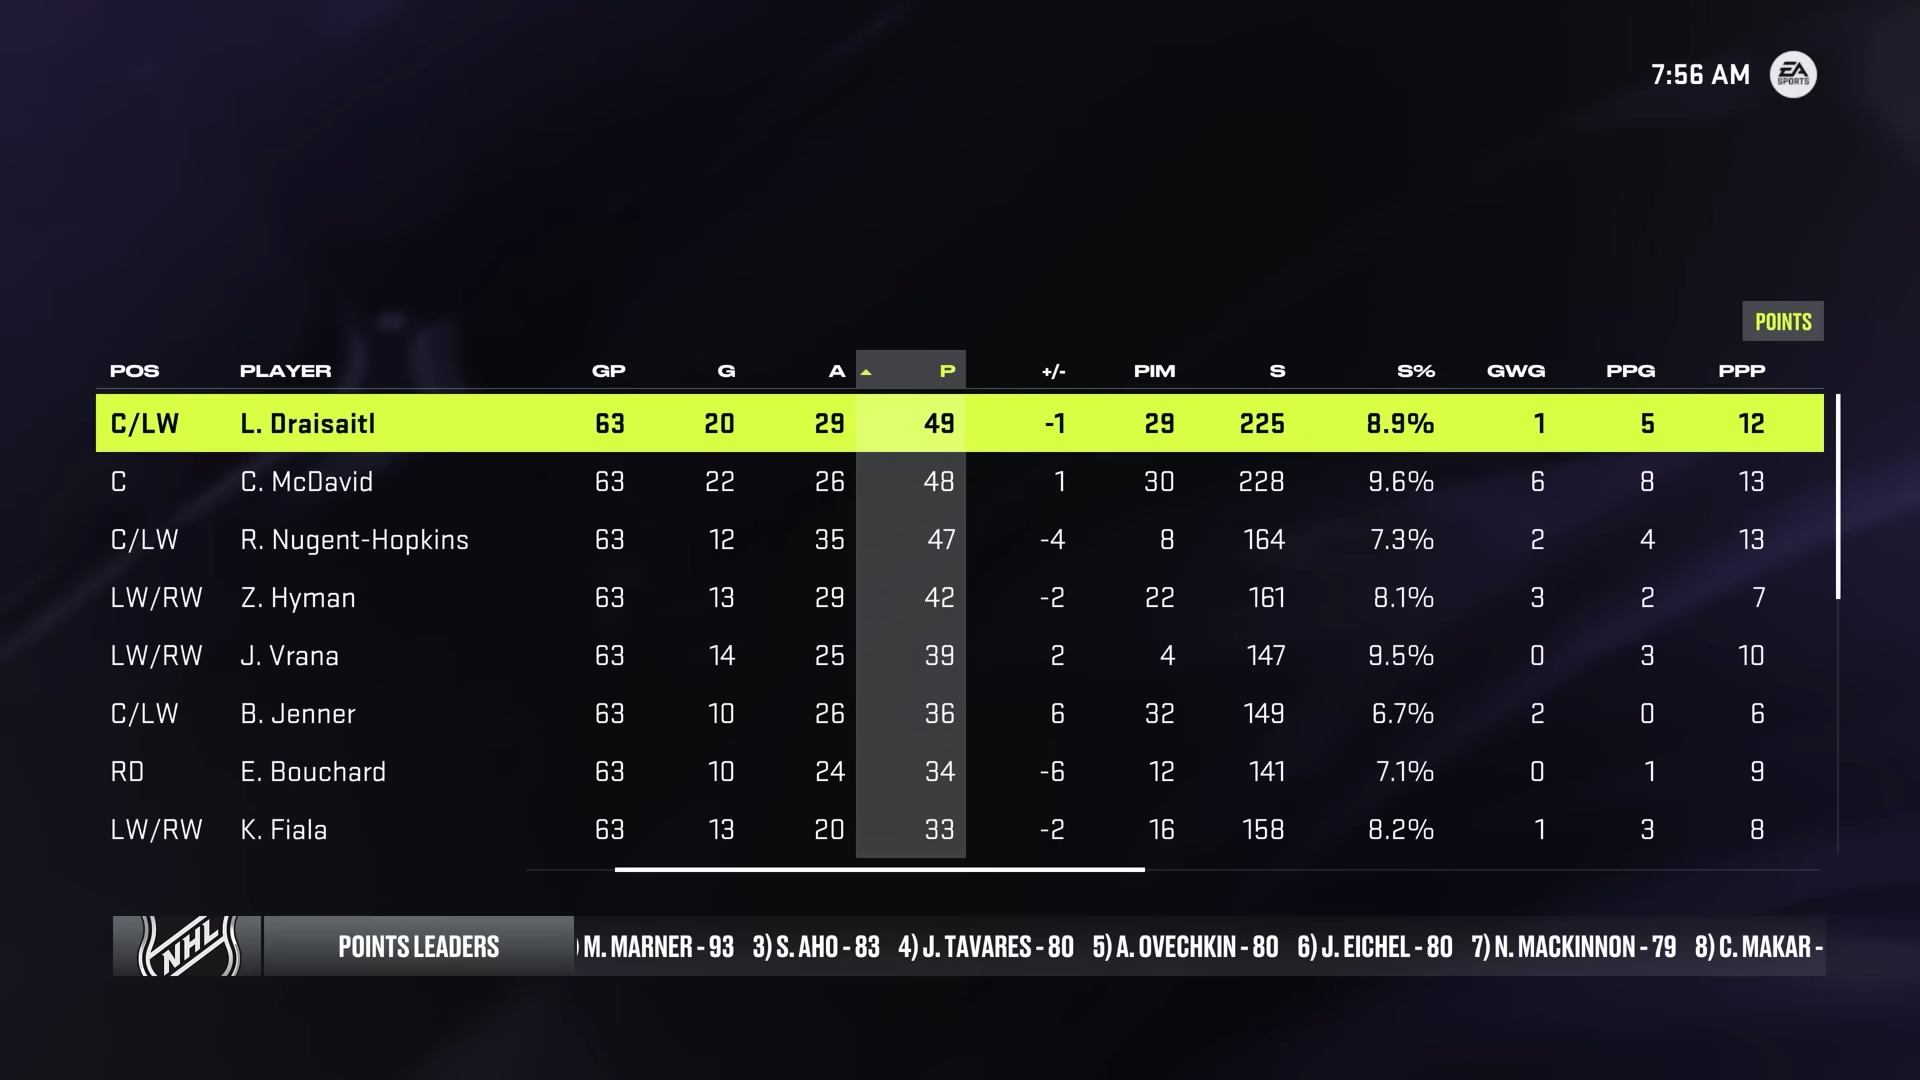 7:56 AM EA SPORTS
POINTS
POS PLAYER GP G A P +/- PIM S S% GWG PPG PPP
C/LW L. Draisaitl 63 20 29 49 -1 29 225 8.9% 1 5 12
C C. McDavid 63 22 26 48 1 30 228 9.6% 6 8 13
C/LW R. Nugent-Hopkins 63 12 35 47 -4 8 164 7.3% 2 4 13
LW/RW Z. Hyman 63 13 29 42 -2 22 161 8.1% 3 2 7
LW/RW J. Vrana 63 14 25 39 2 4 147 9.5% 0 3 10
C/LW B. Jenner 63 10 26 36 6 32 149 6.7% 2 0 6
RD E. Bouchard 63 10 24 34 -6 12 141 7.1% 0 1 9
LW/RW K. Fiala 63 13 20 33 -2 16 158 8.2% 1 3 8
NHL POINTS LEADERS ) M. MARNER - 93 3) S. AHO - 83 4) J. TAVARES - 80 5) A. OVECHKIN - 80 6) J. EICHEL - 80 7) N. MACKINNON - 79 8) C. MAKAR -